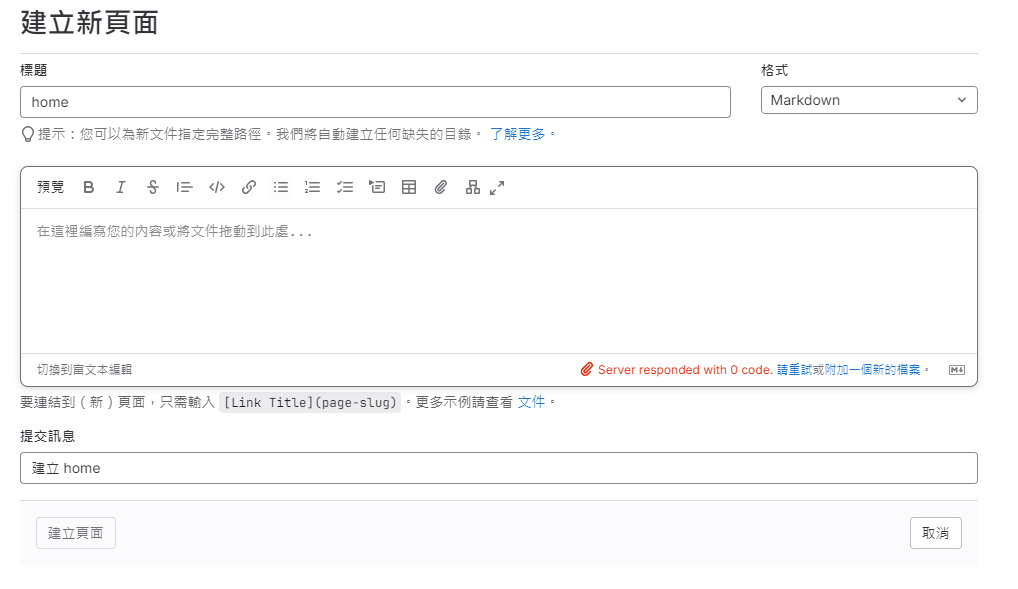 建立新頁面
標題
格式
home
Markdown
提示：您可以為新文件指定完整路徑。我們將自動建立任何缺失的目錄。 了解更多。
預覽
在這裡編寫您的內容或將文件拖動到此處...
切換到富文本編輯
Server responded with 0 code. 請重試或附加一個新的檔案。
要連結到（新）頁面，只需輸入 [Link Title](page-slug) 。更多示例請查看 文件。
提交訊息
建立 home
建立頁面
取消